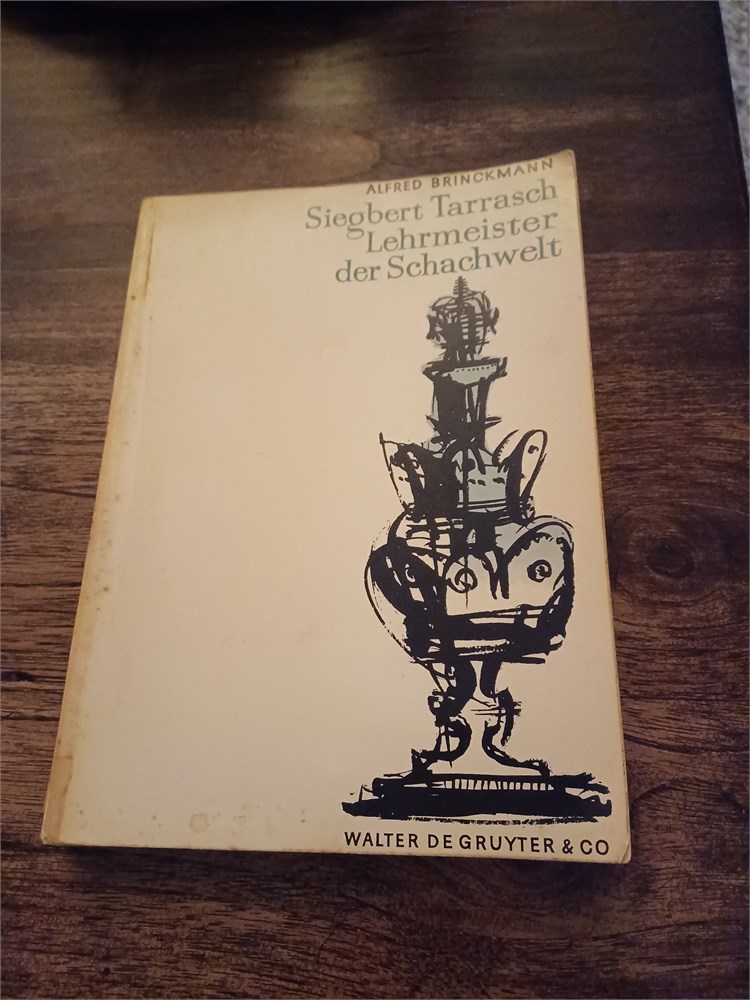 ALFRED BRINCKMANN
Siegbert Tarrasch
Lehrmeister
der Schachwelt
WALTER DE GRUYTER & CO